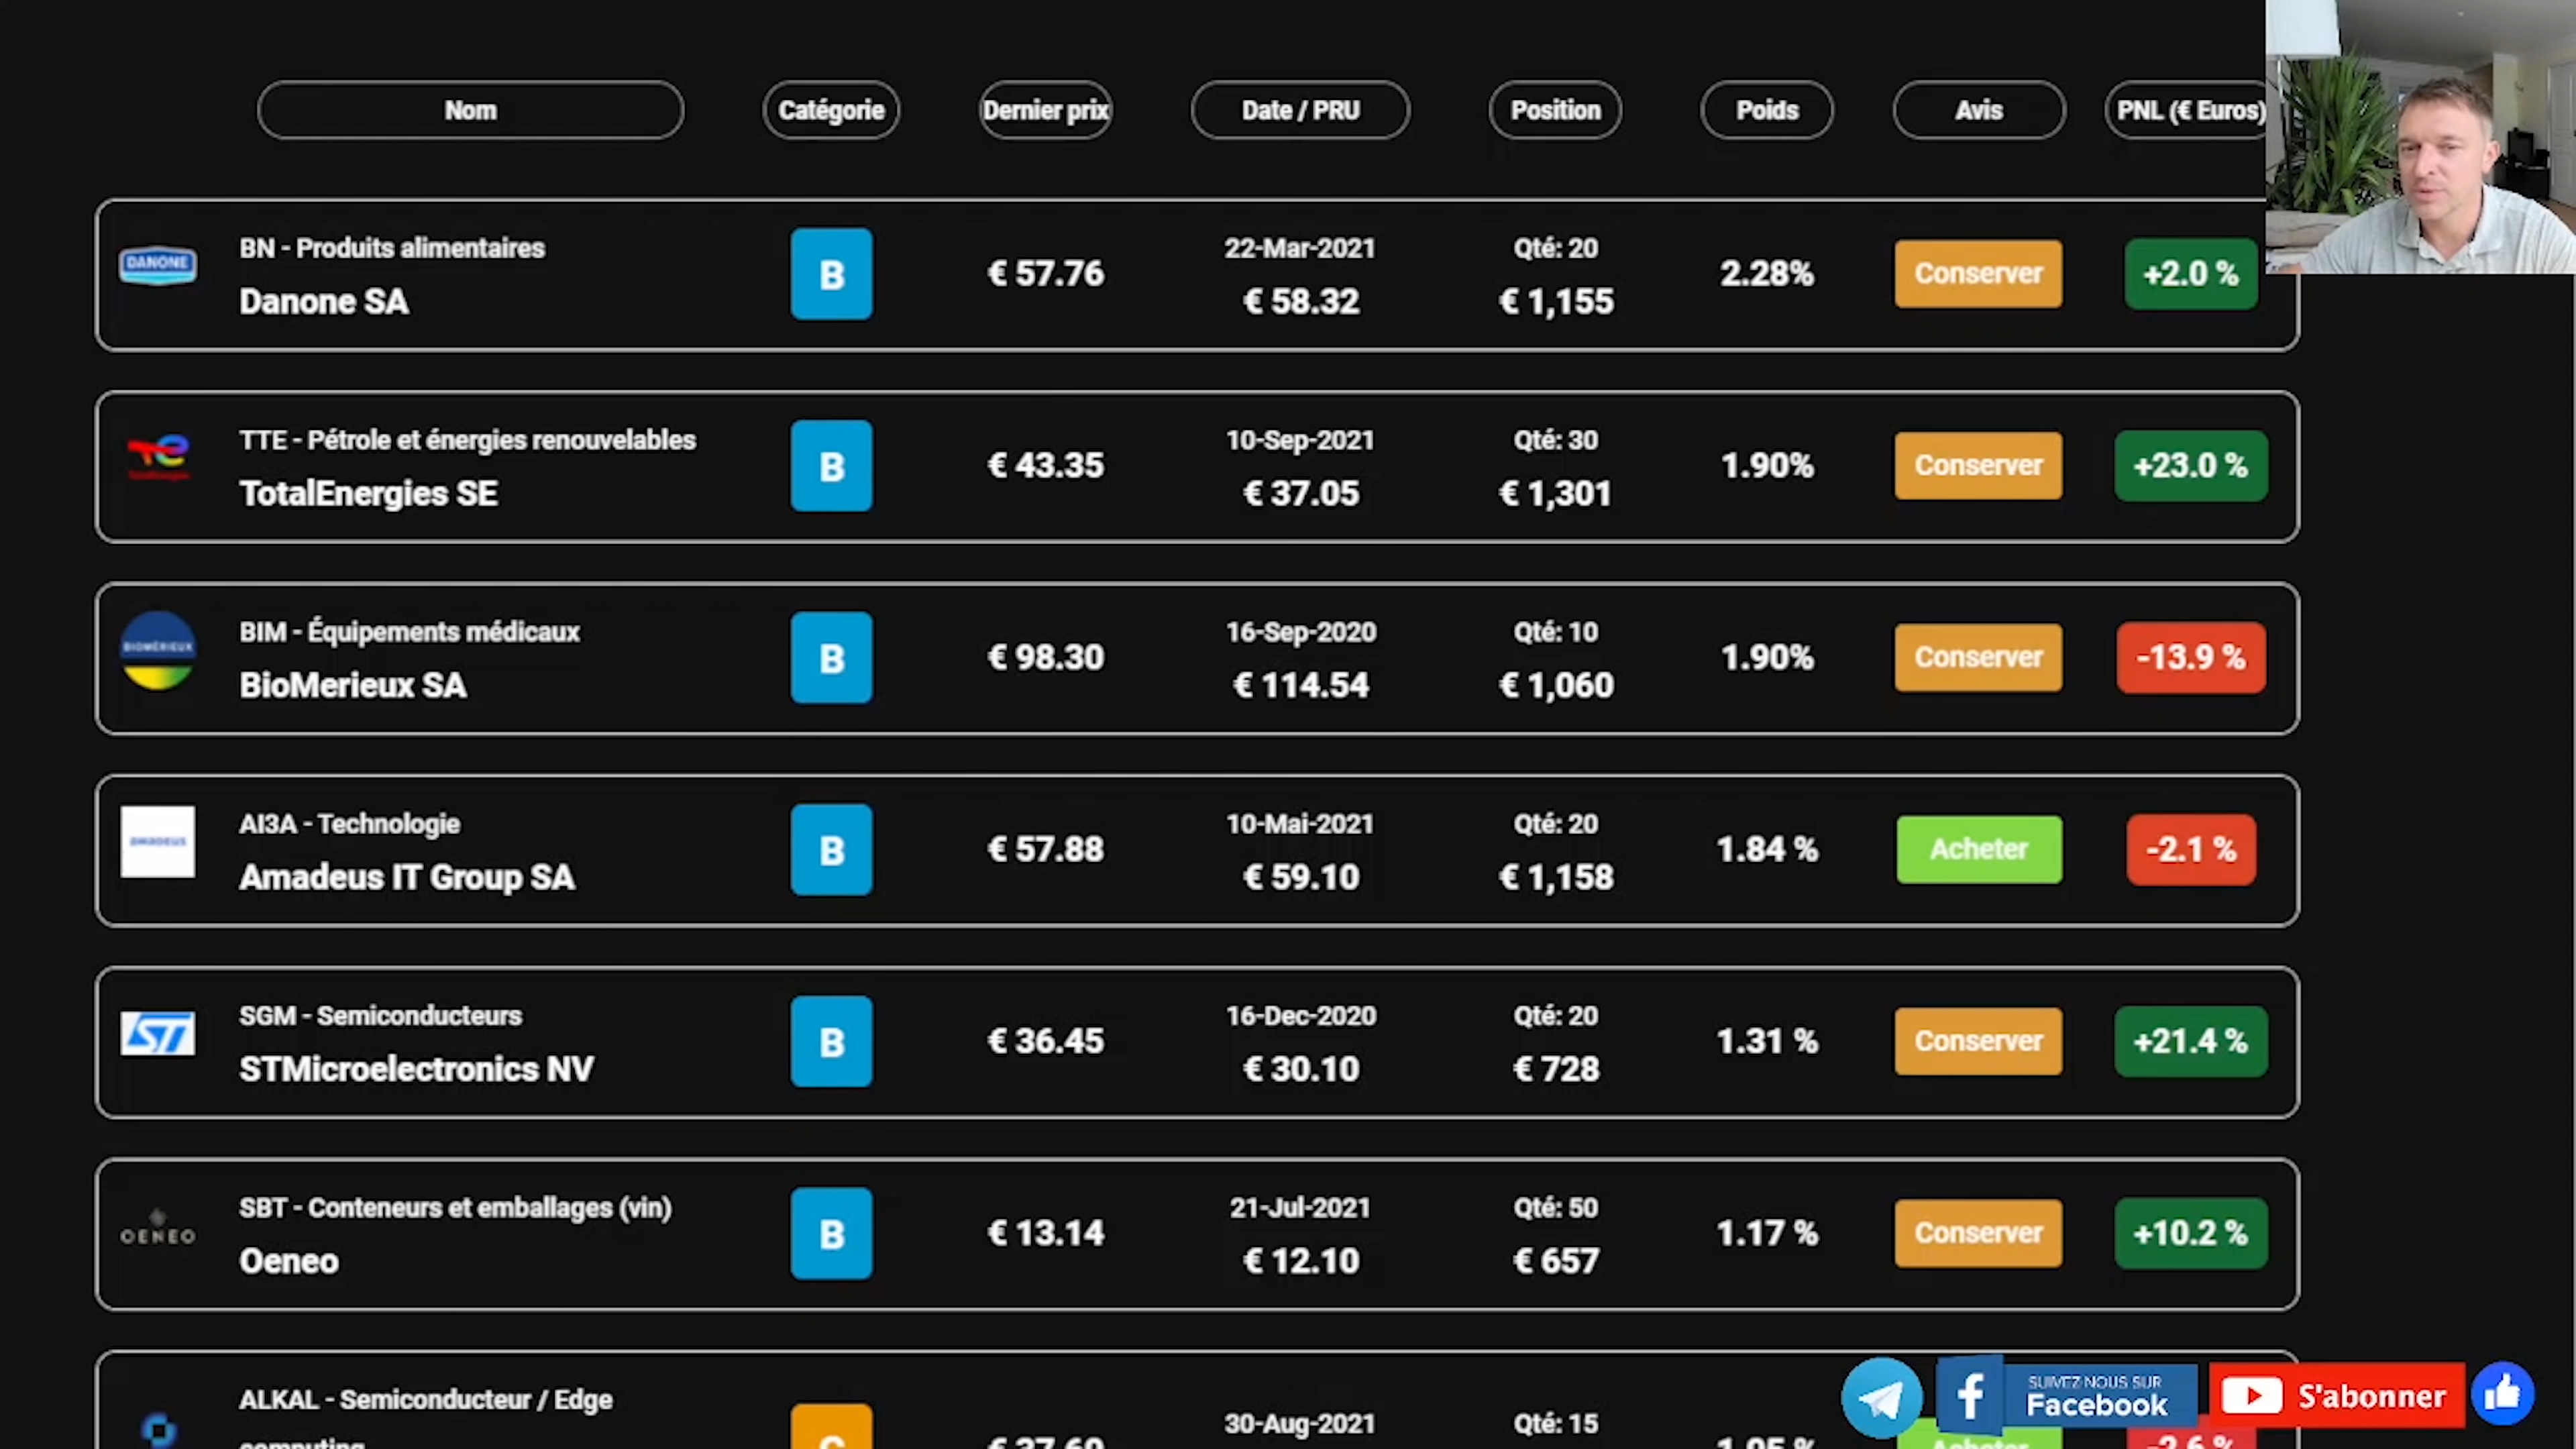 Nom
Catégorie
Dernier prix
Date / PRU
Position
Poids
Avis
PNL (€ Euros)
DANONE
BN - Produits alimentaires
Danone SA
B
€ 57.76
22-Mar-2021
€ 58.32
Qté: 20
€ 1,155
2.28%
Conserver
+2.0 %
TTE - Pétrole et énergies renouvelables
TotalEnergies SE
B
€ 43.35
10-Sep-2021
€ 37.05
Qté: 30
€ 1,301
1.90%
Conserver
+23.0 %
BIOMÉRIEUX
BIM - Équipements médicaux
BioMerieux SA
B
€ 98.30
16-Sep-2020
€ 114.54
Qté: 10
€ 1,060
1.90%
Conserver
-13.9 %
amadeus
AI3A - Technologie
Amadeus IT Group SA
B
€ 57.88
10-Mai-2021
€ 59.10
Qté: 20
€ 1,158
1.84 %
Acheter
-2.1 %
ST
SGM - Semiconducteurs
STMicroelectronics NV
B
€ 36.45
16-Dec-2020
€ 30.10
Qté: 20
€ 728
1.31 %
Conserver
+21.4 %
OENEO
SBT - Conteneurs et emballages (vin)
Oeneo
B
€ 13.14
21-Jul-2021
€ 12.10
Qté: 50
€ 657
1.17 %
Conserver
+10.2 %
ALKAL - Semiconducteur / Edge
computing
30-Aug-2021
Qté: 15
Acheter
SUIVEZ-NOUS SUR
Facebook
S'abonner